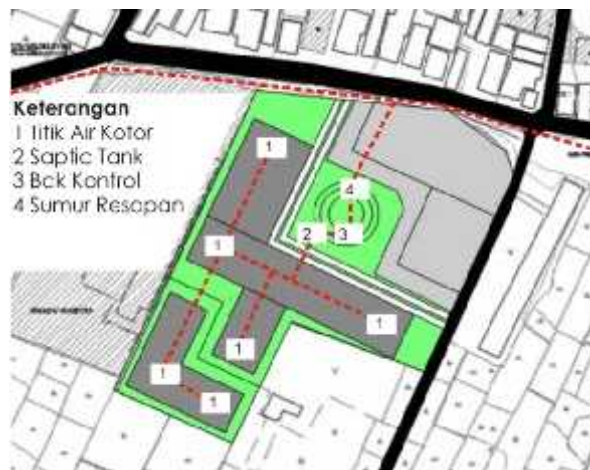 Keterangan
1 Titik Air Kotor
2 Saptic Tank
3 Bak Kontrol
4 Sumur Resapan
1
4
2 3
1
1
1
1
1